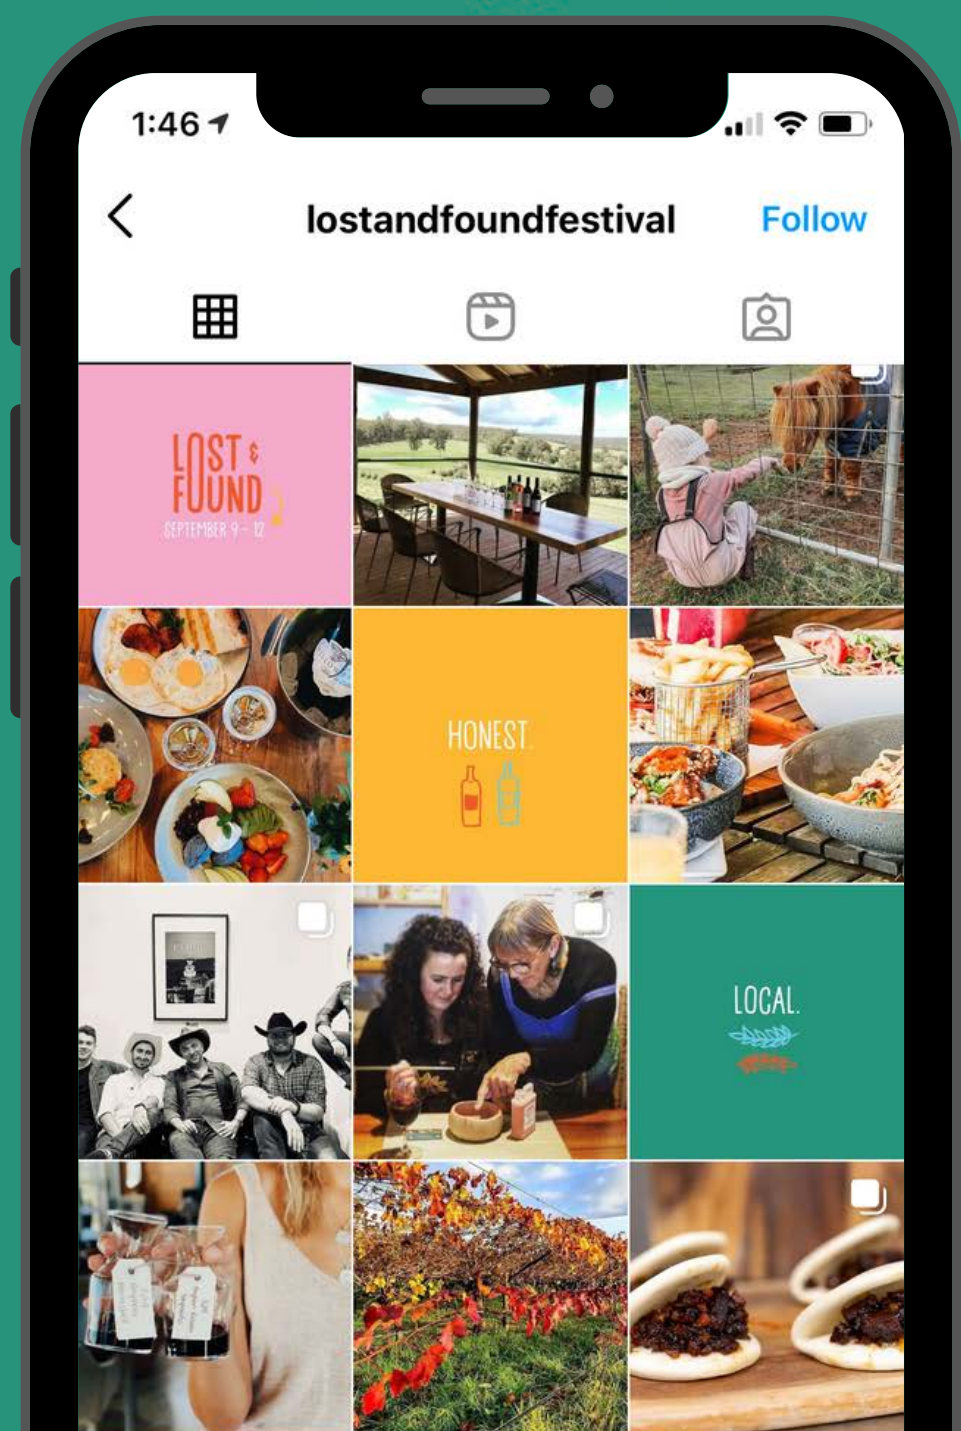 1:46
lostandfoundfestival
Follow
LOST &
FOUND
SEPTEMBER 9 - 12
HONEST.
LOCAL.